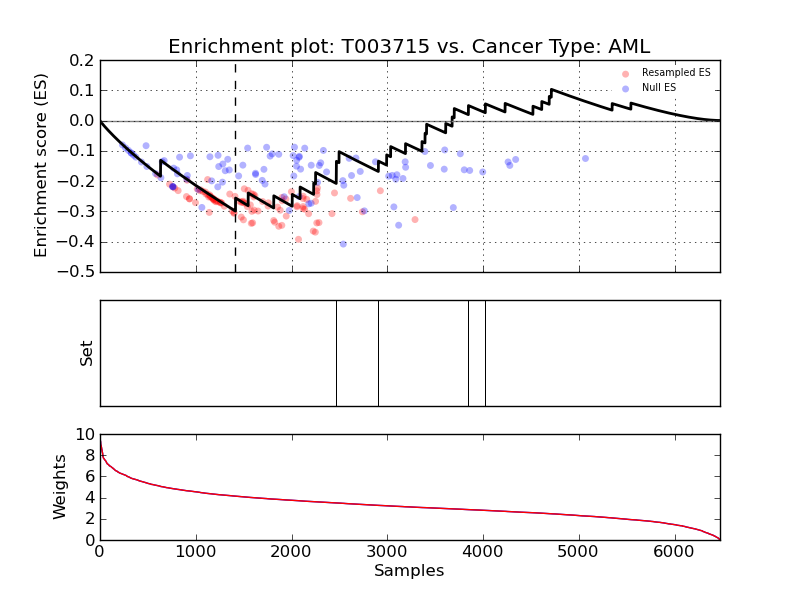 Enrichment plot: T003715 vs. Cancer Type: AML
Enrichment score (ES)
0.2
0.1
0.0
−0.1
−0.2
−0.3
−0.4
−0.5
Resampled ES
Null ES
Set
Weights
10
8
6
4
2
0
0 1000 2000 3000 4000 5000 6000
Samples